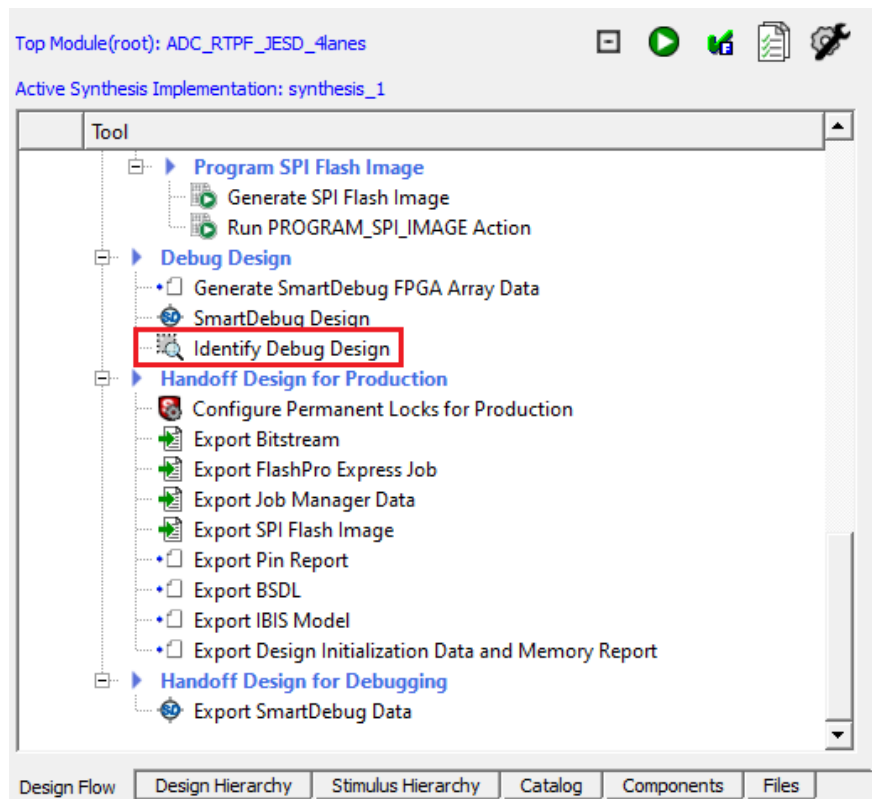 Top Module(root): ADC_RTPF_JESD_4lanes
Active Synthesis Implementation: synthesis_1
Tool
Program SPI Flash Image
Generate SPI Flash Image
Run PROGRAM_SPI_IMAGE Action
Debug Design
Generate SmartDebug FPGA Array Data
SmartDebug Design
Identify Debug Design
Handoff Design for Production
Configure Permanent Locks for Production
Export Bitstream
Export FlashPro Express Job
Export Job Manager Data
Export SPI Flash Image
Export Pin Report
Export BSDL
Export IBIS Model
Export Design Initialization Data and Memory Report
Handoff Design for Debugging
Export SmartDebug Data
Design Flow Design Hierarchy Stimulus Hierarchy Catalog Components Files